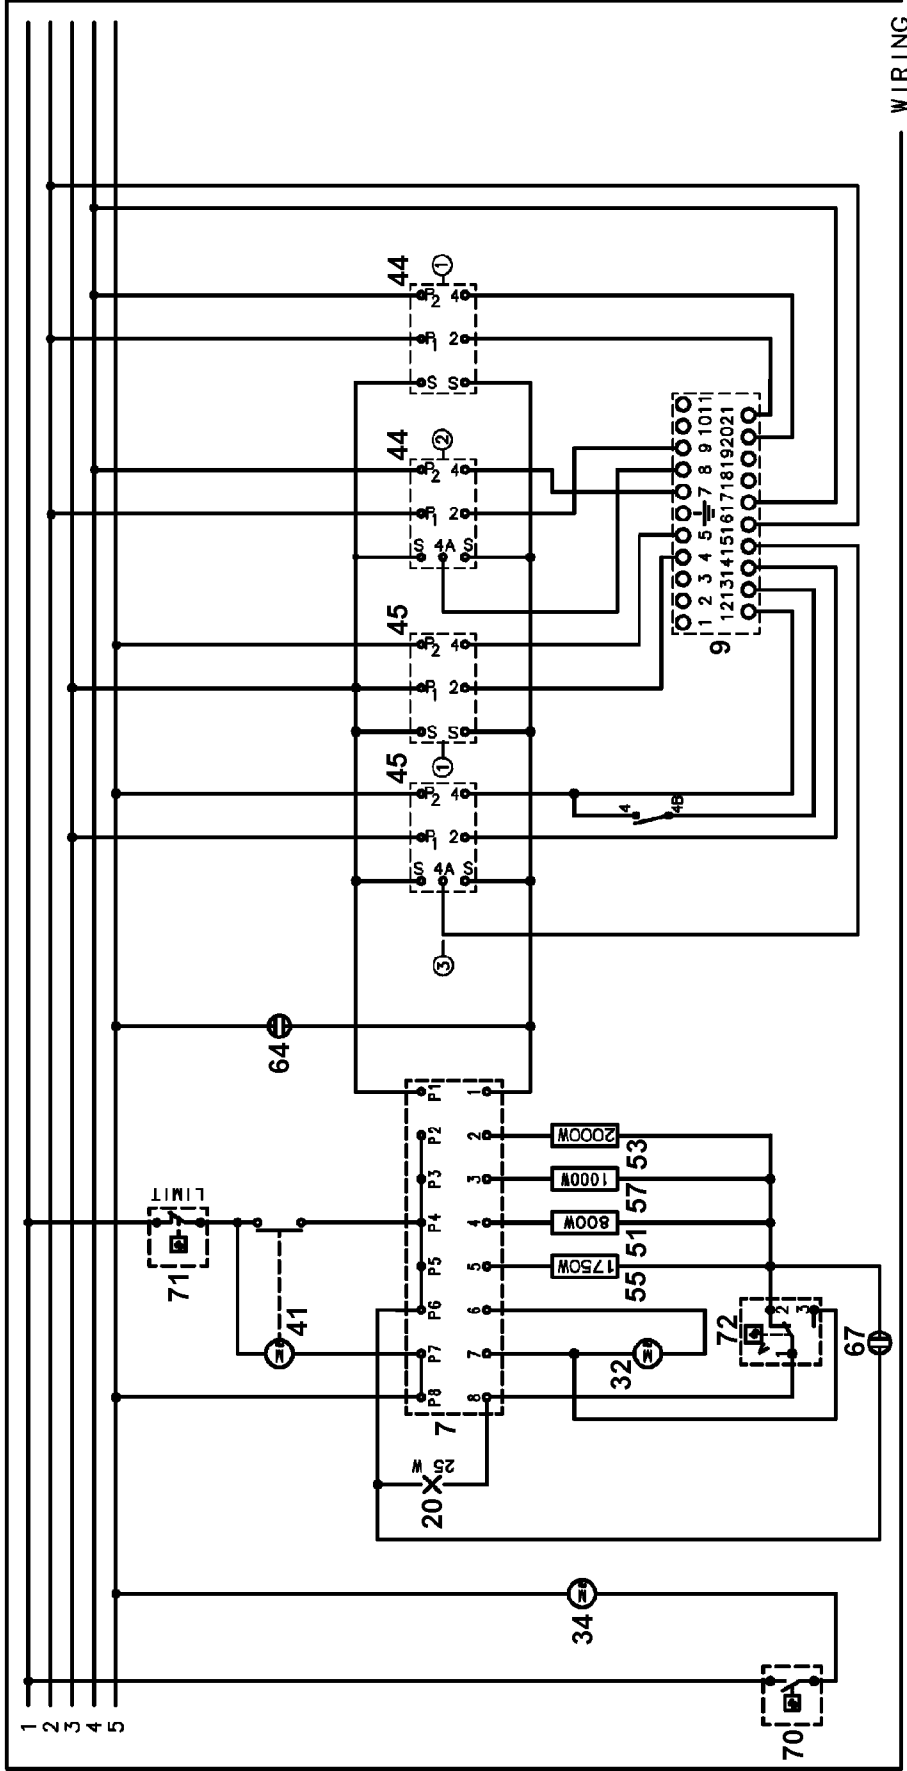 1
2
3
4
5
LIMIT
71
64
41
45 45 44 44
P1 P2 P1 P2 P1 P2 P1 P2
S 4A S 2 4
S S 2 4
S 4A S 2 4
S S 2 4
3 1 2 1
20
25 W
7
P8 P7 P6 P5 P4 P3 P2 P1
8 7 6 5 4 3 2 1
34
32
1750W 800W 1000W 2000W
55 51 57 53
4 4B
1 2 3 4 5 7 8 9 10 11
12 13 14 15 16 17 18 19 20 21
9
72
1 2 3
70
67
WIRING